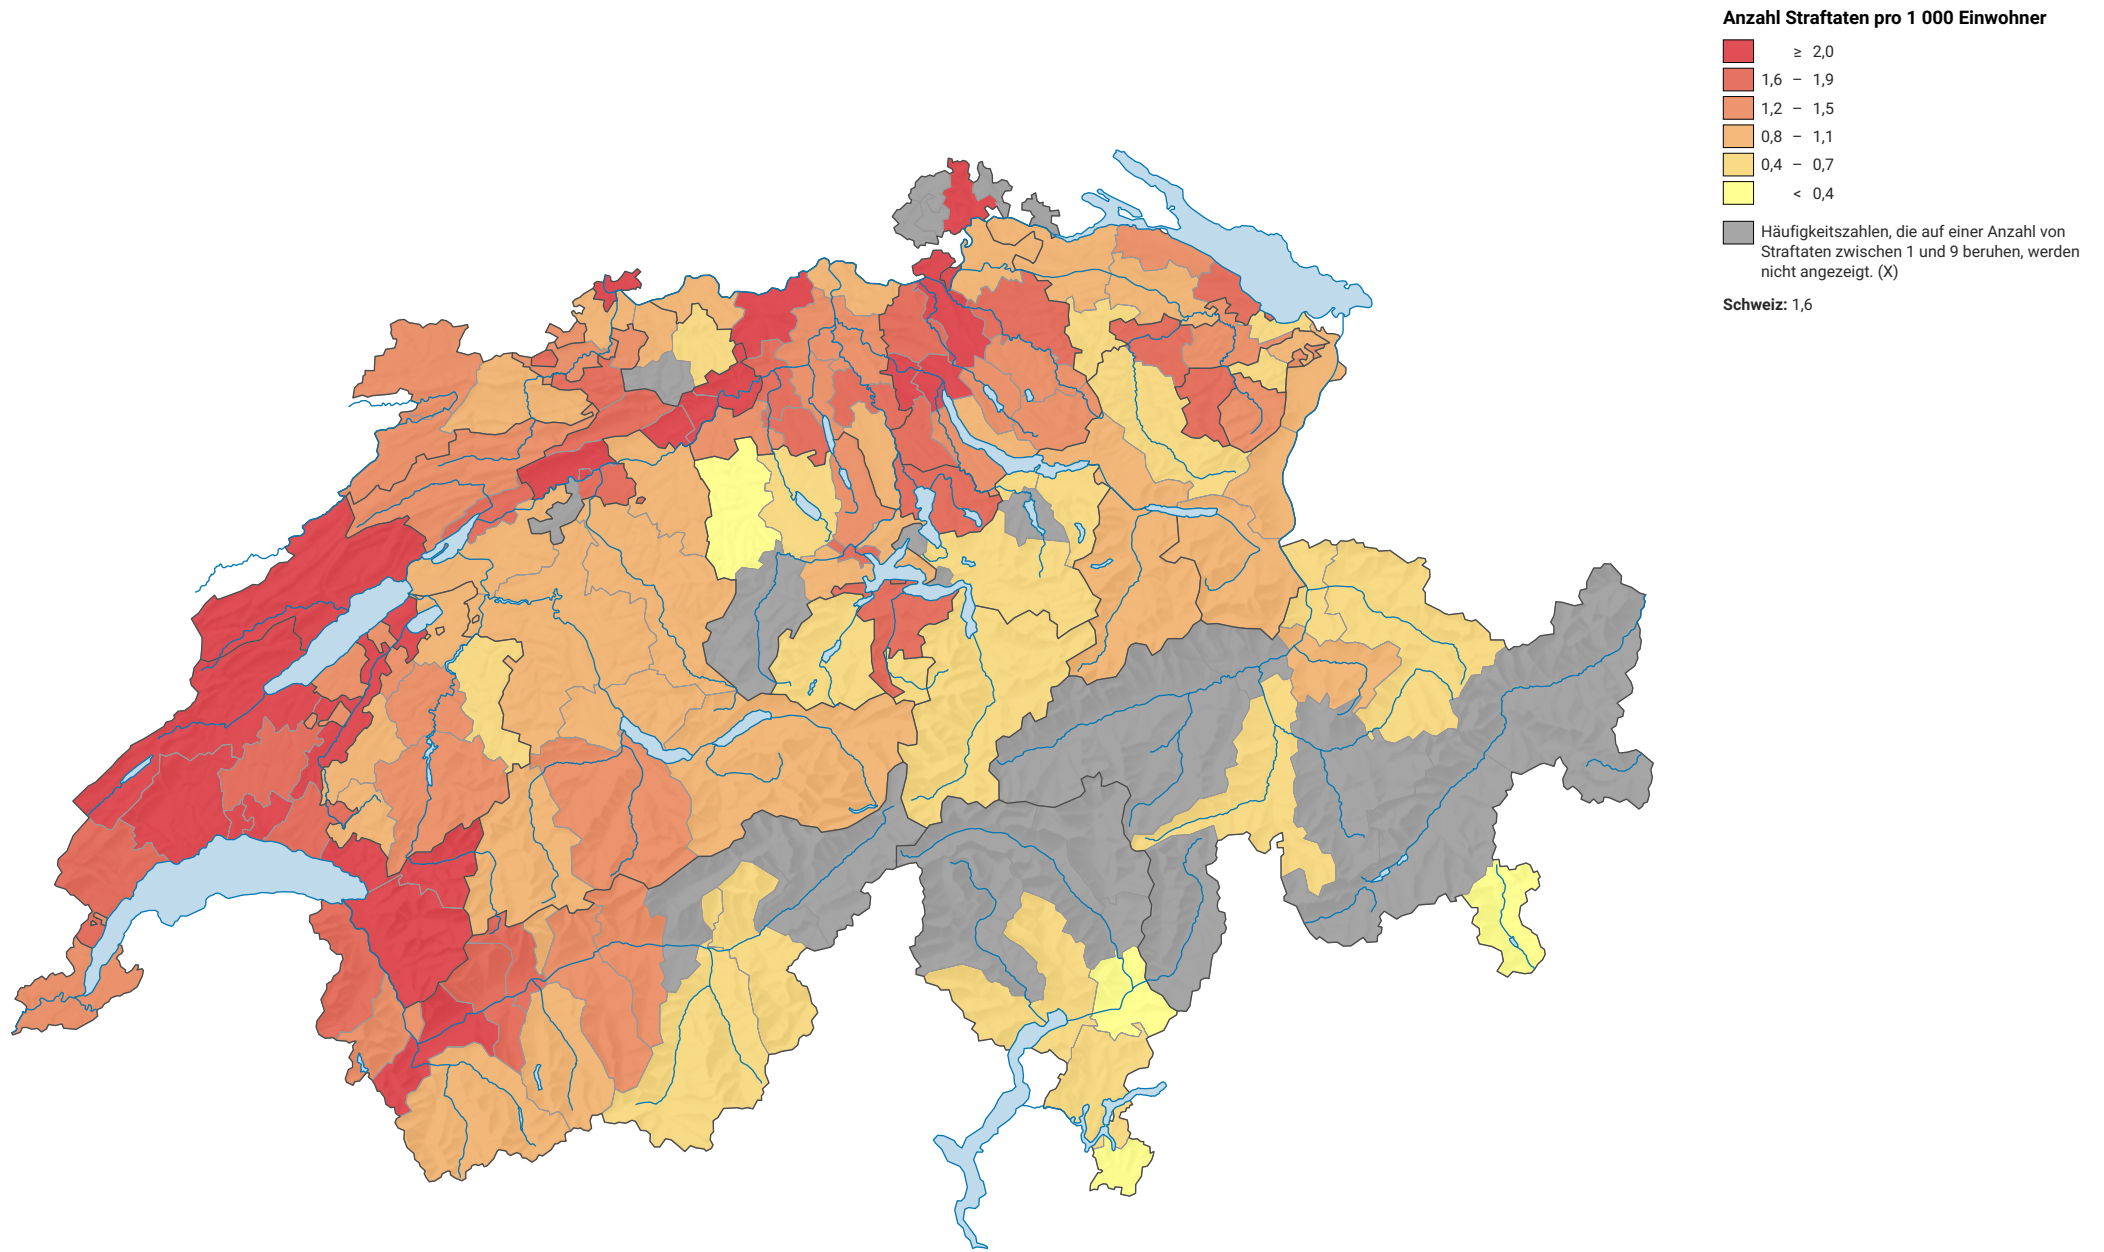 Anzahl Straftaten pro 1 000 Einwohner
≥ 2,0
1,6 – 1,9
1,2 – 1,5
0,8 – 1,1
0,4 – 0,7
< 0,4
Häufigkeitszahlen, die auf einer Anzahl von
Straftaten zwischen 1 und 9 beruhen, werden
nicht angezeigt. (X)
Schweiz: 1,6